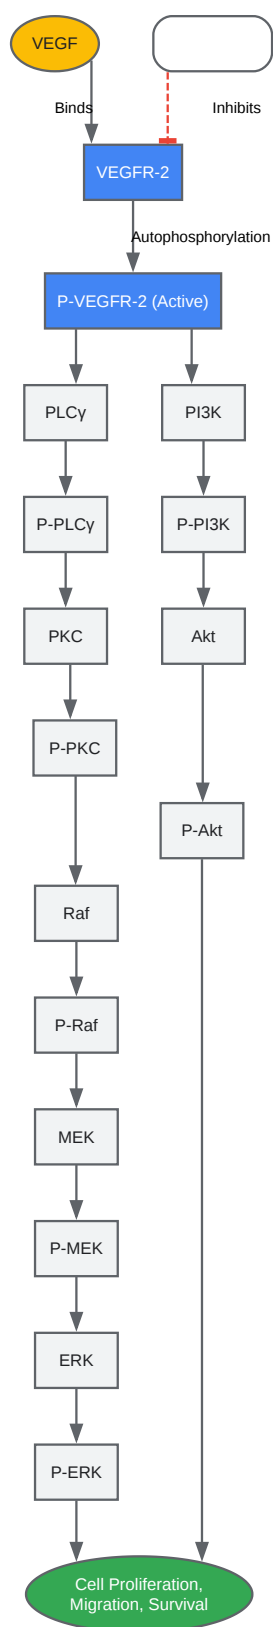 VEGF
Binds
Inhibits
VEGFR-2
Autophosphorylation
P-VEGFR-2 (Active)
PLCγ
PI3K
P-PLCγ
P-PI3K
PKC
Akt
P-PKC
P-Akt
Raf
P-Raf
MEK
P-MEK
ERK
P-ERK
Cell Proliferation,
Migration, Survival